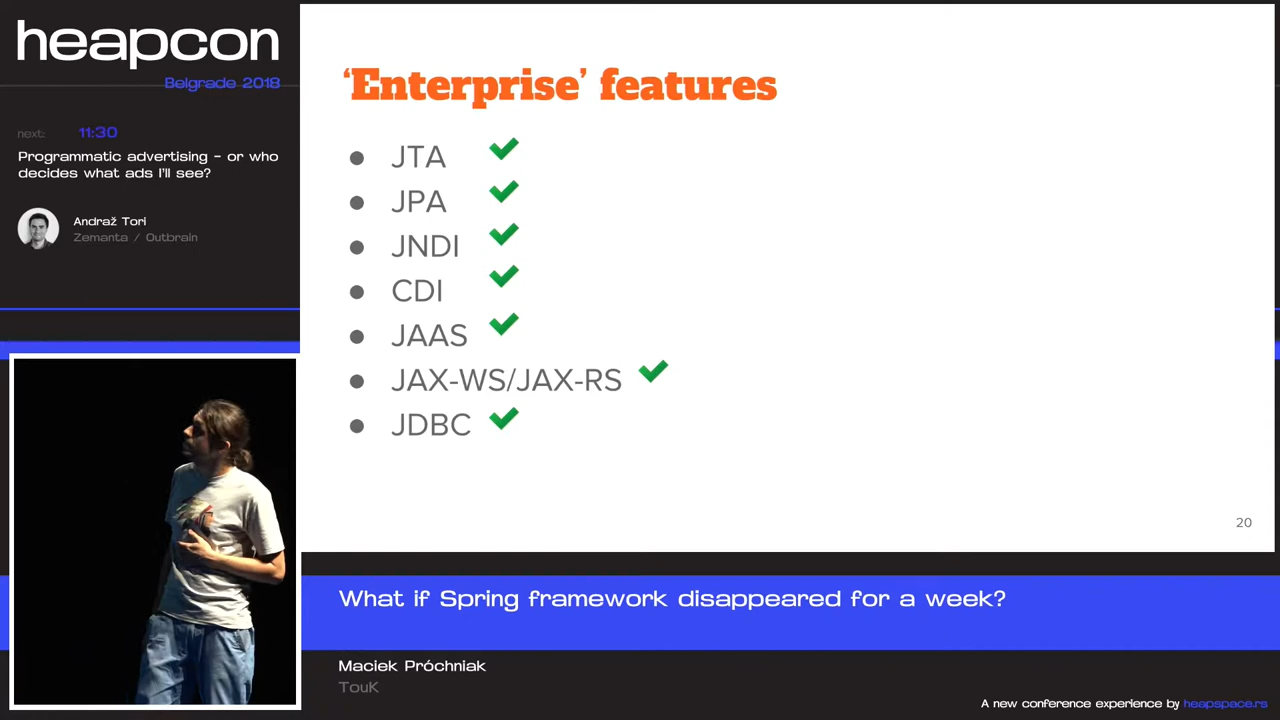 heapcon
Belgrade 2018
next: 11:30
Programmatic advertising - or who
decides what ads I'll see?
Andraž Tori
Zemanta / Outbrain
‘Enterprise’ features
● JTA ✔
● JPA ✔
● JNDI ✔
● CDI ✔
● JAAS ✔
● JAX-WS/JAX-RS ✔
● JDBC ✔
20
What if Spring framework disappeared for a week?
Maciek Próchniak
TouK
A new conference experience by heapspace.rs